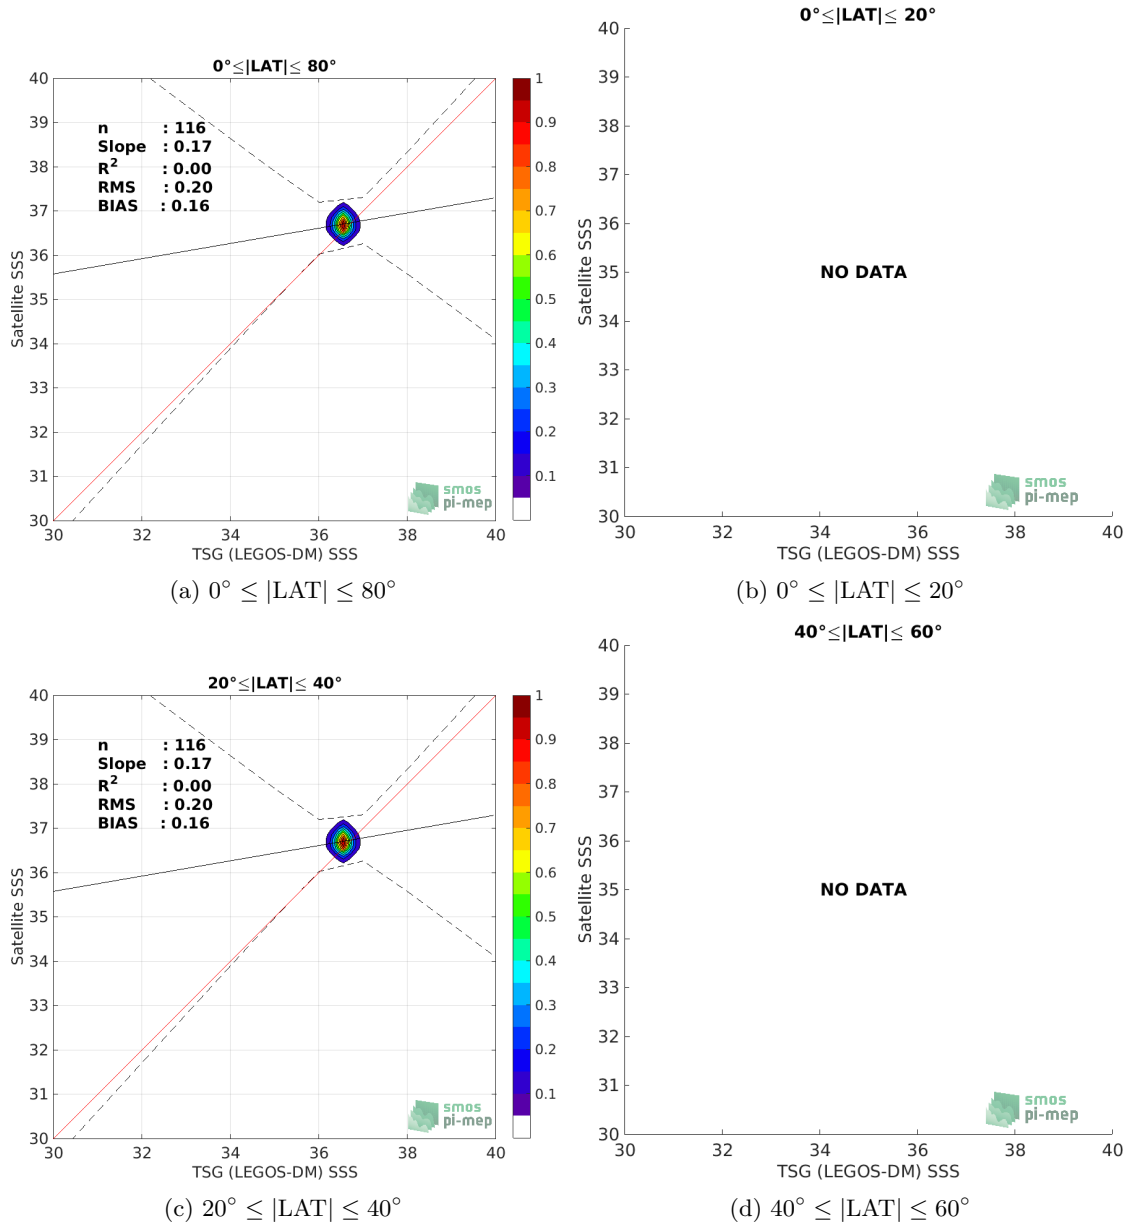 0°≤|LAT|≤ 80°
40
39
38
37
36
35
34
33
32
31
30
Satellite SSS
n : 116
Slope : 0.17
R² : 0.00
RMS : 0.20
BIAS : 0.16
smos
pi-mep
30 32 34 36 38 40
TSG (LEGOS-DM) SSS
1
0.9
0.8
0.7
0.6
0.5
0.4
0.3
0.2
0.1
(a) 0° ≤ |LAT| ≤ 80°
0°≤|LAT|≤ 20°
40
39
38
37
36
35
34
33
32
31
30
Satellite SSS
NO DATA
smos
pi-mep
30 32 34 36 38 40
TSG (LEGOS-DM) SSS
(b) 0° ≤ |LAT| ≤ 20°
20°≤|LAT|≤ 40°
40
39
38
37
36
35
34
33
32
31
30
Satellite SSS
n : 116
Slope : 0.17
R² : 0.00
RMS : 0.20
BIAS : 0.16
smos
pi-mep
30 32 34 36 38 40
TSG (LEGOS-DM) SSS
1
0.9
0.8
0.7
0.6
0.5
0.4
0.3
0.2
0.1
(c) 20° ≤ |LAT| ≤ 40°
40°≤|LAT|≤ 60°
40
39
38
37
36
35
34
33
32
31
30
Satellite SSS
NO DATA
smos
pi-mep
30 32 34 36 38 40
TSG (LEGOS-DM) SSS
(d) 40° ≤ |LAT| ≤ 60°